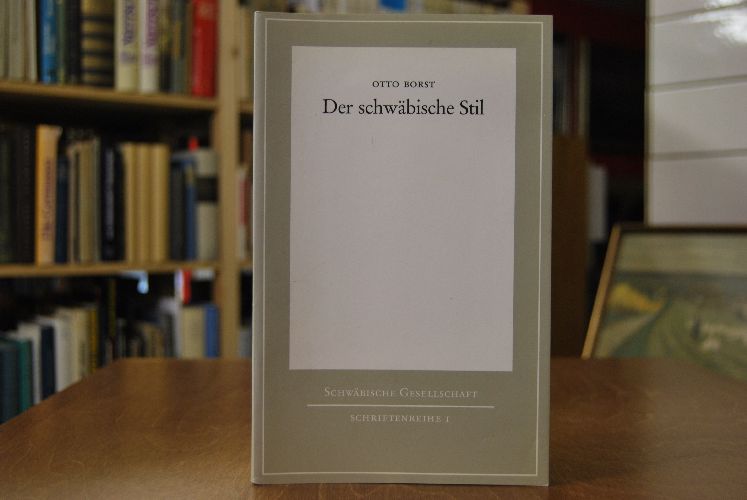 OTTO BORST
Der schwäbische Stil
SCHWÄBISCHE GESELLSCHAFT
SCHRIFTENREIHE 1